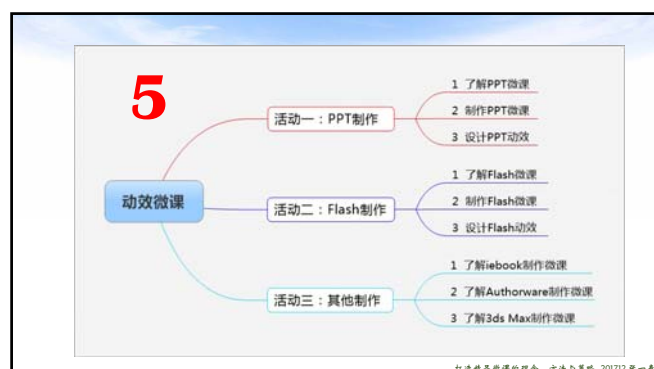 5
动效微课
活动一：PPT制作
1 了解PPT微课
2 制作PPT微课
3 设计PPT动效
活动二：Flash制作
1 了解Flash微课
2 制作Flash微课
3 设计Flash动效
活动三：其他制作
1 了解iebook制作微课
2 了解Authorware制作微课
3 了解3ds Max制作微课
201712